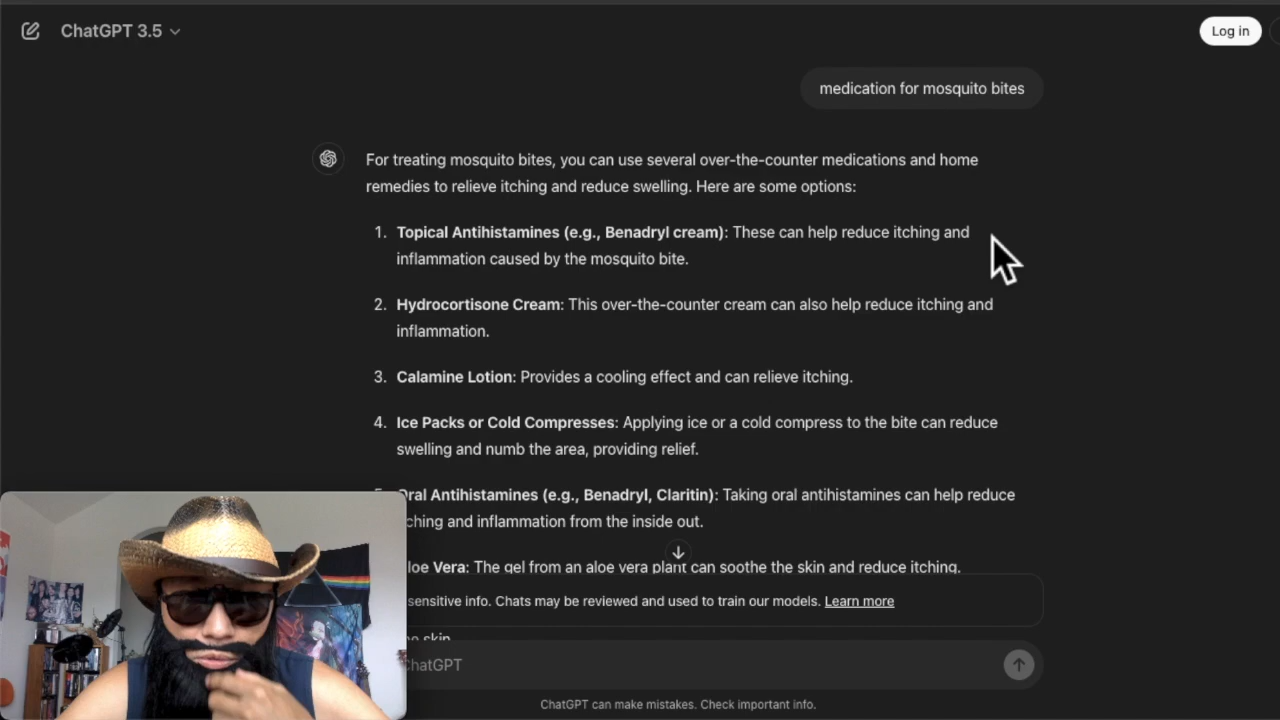 ChatGPT 3.5
Log in
medication for mosquito bites
For treating mosquito bites, you can use several over-the-counter medications and home
remedies to relieve itching and reduce swelling. Here are some options:
1. Topical Antihistamines (e.g., Benadryl cream): These can help reduce itching and
inflammation caused by the mosquito bite.
2. Hydrocortisone Cream: This over-the-counter cream can also help reduce itching and
inflammation.
3. Calamine Lotion: Provides a cooling effect and can relieve itching.
4. Ice Packs or Cold Compresses: Applying ice or a cold compress to the bite can reduce
swelling and numb the area, providing relief.
Oral Antihistamines (e.g., Benadryl, Claritin): Taking oral antihistamines can help reduce
ching and inflammation from the inside out.
loe Vera: The gel from an aloe vera plant can soothe the skin and reduce itching.
sensitive info. Chats may be reviewed and used to train our models. Learn more
skin
ChatGPT
ChatGPT can make mistakes. Check important info.